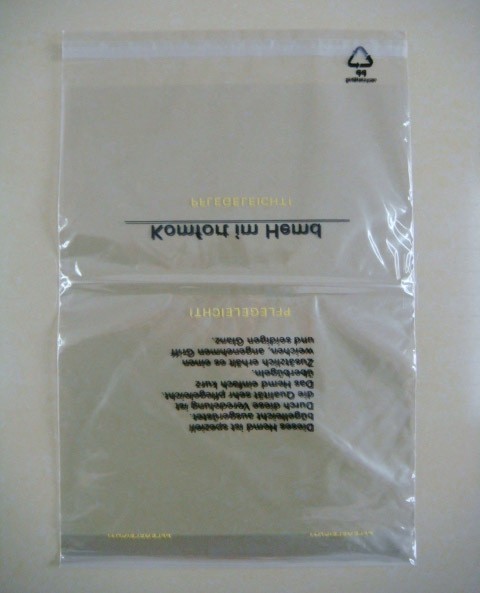 Dieses Hemd ist speziell
bügelleicht ausgerüstet.
Durch diese Veredelung ist
die Qualität sehr pflegeleicht.
Das Hemd einfach kurz
überbügeln.
Zusätzlich erhält es einen
weichen, angenehmen Griff
und seidigen Glanz.
PFLEGELEICHT!
Komfort im Hemd
PFLEGELEICHT!